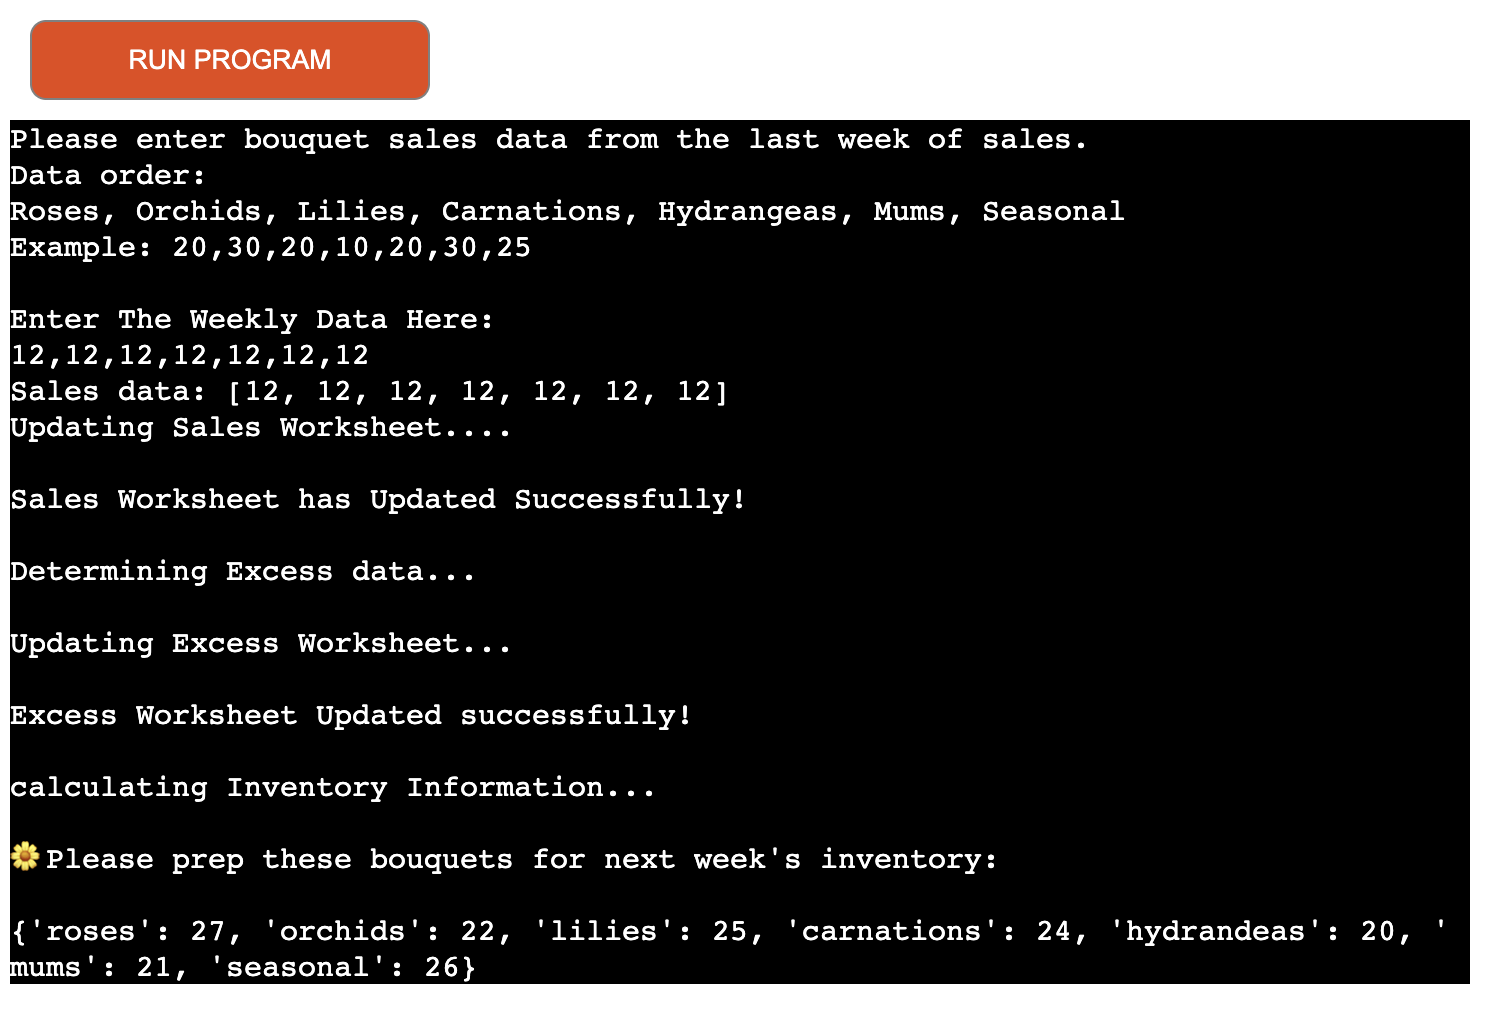 RUN PROGRAM
Please enter bouquet sales data from the last week of sales.
Data order:
Roses, Orchids, Lilies, Carnations, Hydrangeas, Mums, Seasonal
Example: 20,30,20,10,20,30,25
Enter The Weekly Data Here:
12,12,12,12,12,12,12
Sales data: [12, 12, 12, 12, 12, 12, 12]
Updating Sales Worksheet....
Sales Worksheet has Updated Successfully!
Determining Excess data...
Updating Excess Worksheet...
Excess Worksheet Updated successfully!
calculating Inventory Information...
🌼Please prep these bouquets for next week's inventory:
{'roses': 27, 'orchids': 22, 'lilies': 25, 'carnations': 24, 'hydrandeas': 20, '
mums': 21, 'seasonal': 26}